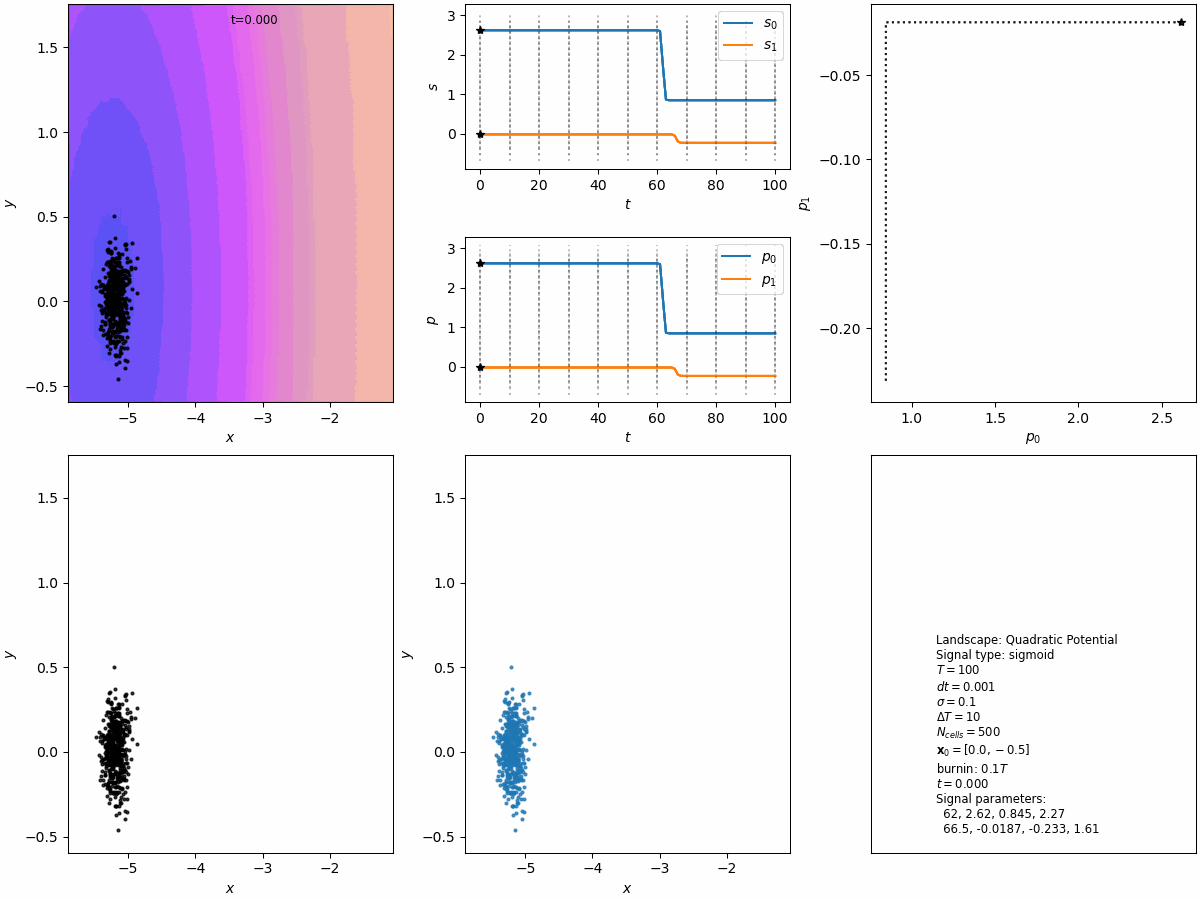 t=0.000
1.5
1.0
0.5
0.0
−0.5
y
−5
−4
−3
−2
x
3
2
1
0
s
s₀
s₁
0
20
40
60
80
100
t
3
2
1
0
p
p₀
p₁
0
20
40
60
80
100
t
−0.05
−0.10
−0.15
−0.20
p₁
1.0
1.5
2.0
2.5
p₀
1.5
1.0
0.5
0.0
−0.5
y
−5
−4
−3
−2
x
1.5
1.0
0.5
0.0
−0.5
y
−5
−4
−3
−2
x
Landscape: Quadratic Potential
Signal type: sigmoid
T = 100
dt = 0.001
σ = 0.1
ΔT = 10
N_cells = 500
x₀ = [0.0, −0.5]
burnin: 0.1T
t = 0.000
Signal parameters:
62, 2.62, 0.845, 2.27
66.5, -0.0187, -0.233, 1.61